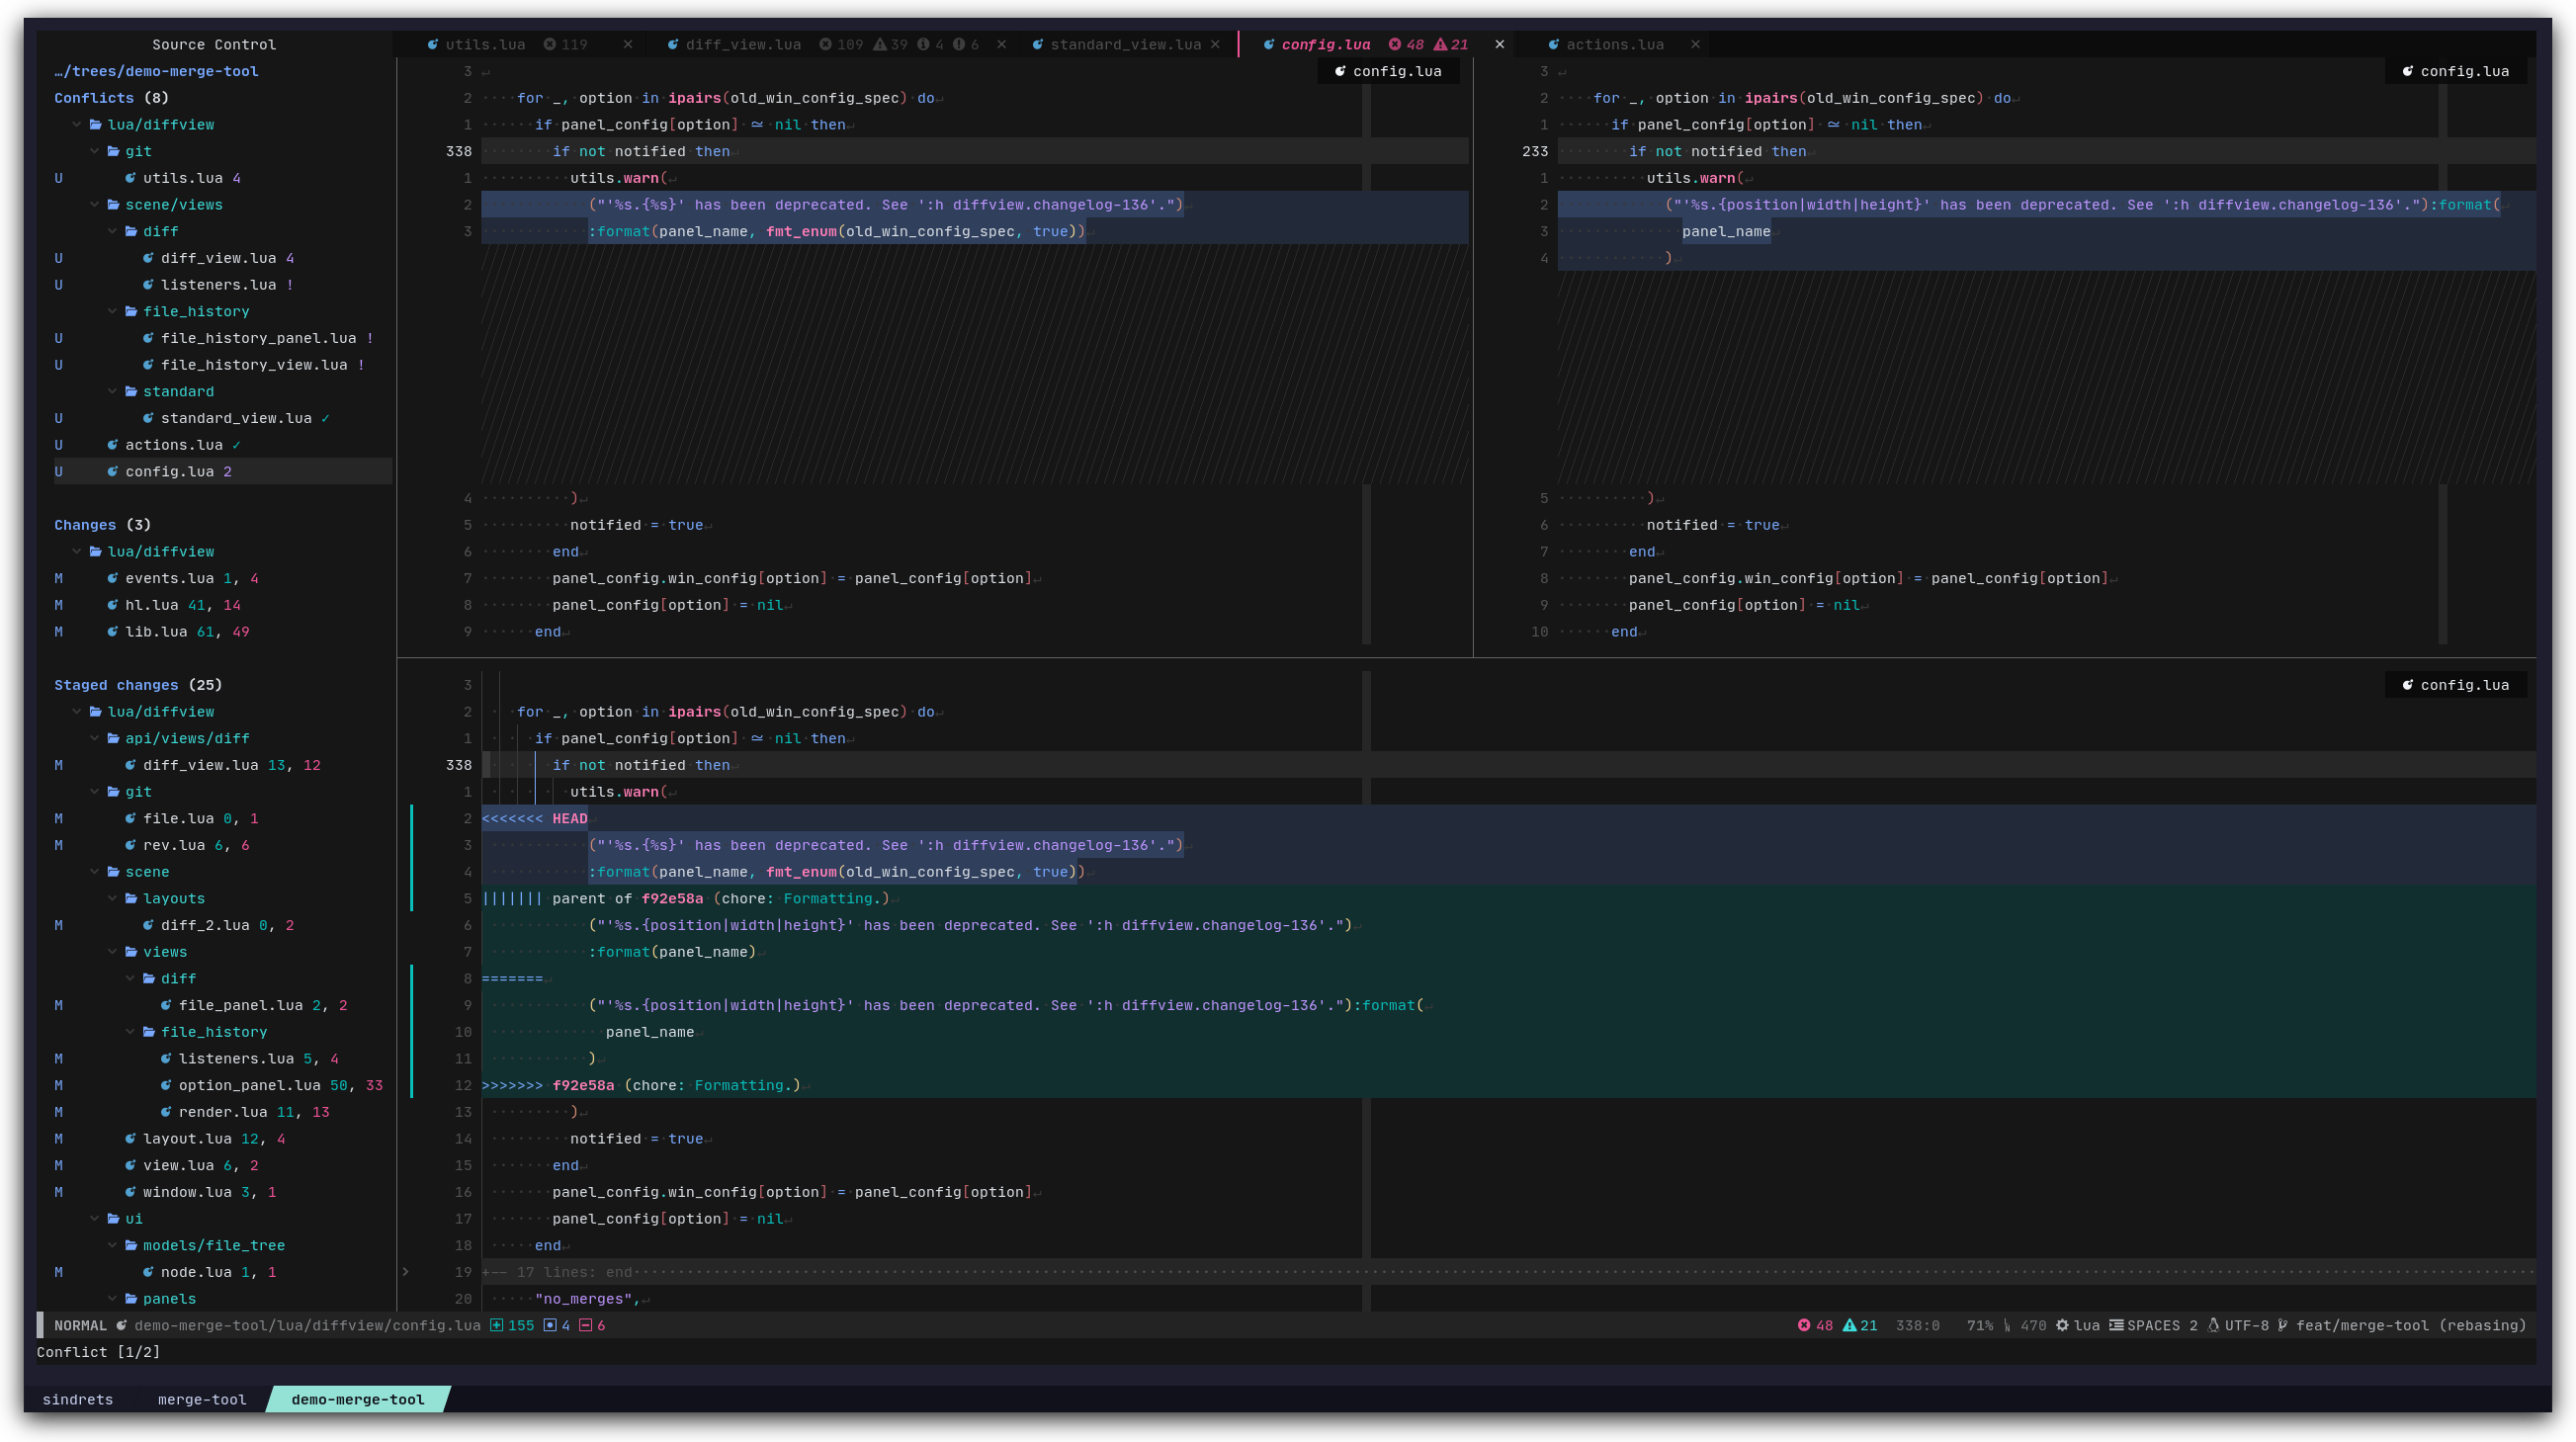 Source Control
…/trees/demo-merge-tool
Conflicts (8)
lua/diffview
git
U utils.lua 4
scene/views
diff
U diff_view.lua 4
U listeners.lua !
file_history
U file_history_panel.lua !
U file_history_view.lua !
standard
U standard_view.lua ✓
U actions.lua ✓
U config.lua 2
Changes (3)
lua/diffview
M events.lua 1, 4
M hl.lua 41, 14
M lib.lua 61, 49
Staged changes (25)
lua/diffview
api/views/diff
M diff_view.lua 13, 12
git
M file.lua 0, 1
M rev.lua 6, 6
scene
layouts
M diff_2.lua 0, 2
views
diff
M file_panel.lua 2, 2
file_history
M listeners.lua 5, 4
M option_panel.lua 50, 33
M render.lua 11, 13
M layout.lua 12, 4
M view.lua 6, 2
M window.lua 3, 1
ui
models/file_tree
M node.lua 1, 1
panels
utils.lua 119 × diff_view.lua 109 39 4 6 × standard_view.lua × config.lua 48 21 × actions.lua ×
config.lua
3
2 for _, option in ipairs(old_win_config_spec) do
1 if panel_config[option] ≃ nil then
338 if not notified then
1 utils.warn(
2 ("'%s.{%s}' has been deprecated. See ':h diffview.changelog-136'.")
3 :format(panel_name, fmt_enum(old_win_config_spec, true))
4 )
5 notified = true
6 end
7 panel_config.win_config[option] = panel_config[option]
8 panel_config[option] = nil
9 end
config.lua
3
2 for _, option in ipairs(old_win_config_spec) do
1 if panel_config[option] ≃ nil then
233 if not notified then
1 utils.warn(
2 ("'%s.{position|width|height}' has been deprecated. See ':h diffview.changelog-136'."):format(
3 panel_name
4 )
5 )
6 notified = true
7 end
8 panel_config.win_config[option] = panel_config[option]
9 panel_config[option] = nil
10 end
config.lua
3
2 for _, option in ipairs(old_win_config_spec) do
1 if panel_config[option] ≃ nil then
338 if not notified then
1 utils.warn(
2 <<<<<<< HEAD
3 ("'%s.{%s}' has been deprecated. See ':h diffview.changelog-136'.")
4 :format(panel_name, fmt_enum(old_win_config_spec, true))
5 ||||||| parent of f92e58a (chore: Formatting.)
6 ("'%s.{position|width|height}' has been deprecated. See ':h diffview.changelog-136'.")
7 :format(panel_name)
8 =======
9 ("'%s.{position|width|height}' has been deprecated. See ':h diffview.changelog-136'."):format(
10 panel_name
11 )
12 >>>>>>> f92e58a (chore: Formatting.)
13 )
14 notified = true
15 end
16 panel_config.win_config[option] = panel_config[option]
17 panel_config[option] = nil
18 end
19 +-- 17 lines: end
20 "no_merges",
NORMAL demo-merge-tool/lua/diffview/config.lua 155 4 6 48 21 338:0 71% 470 lua SPACES 2 UTF-8 feat/merge-tool (rebasing)
Conflict [1/2]
sindrets merge-tool demo-merge-tool